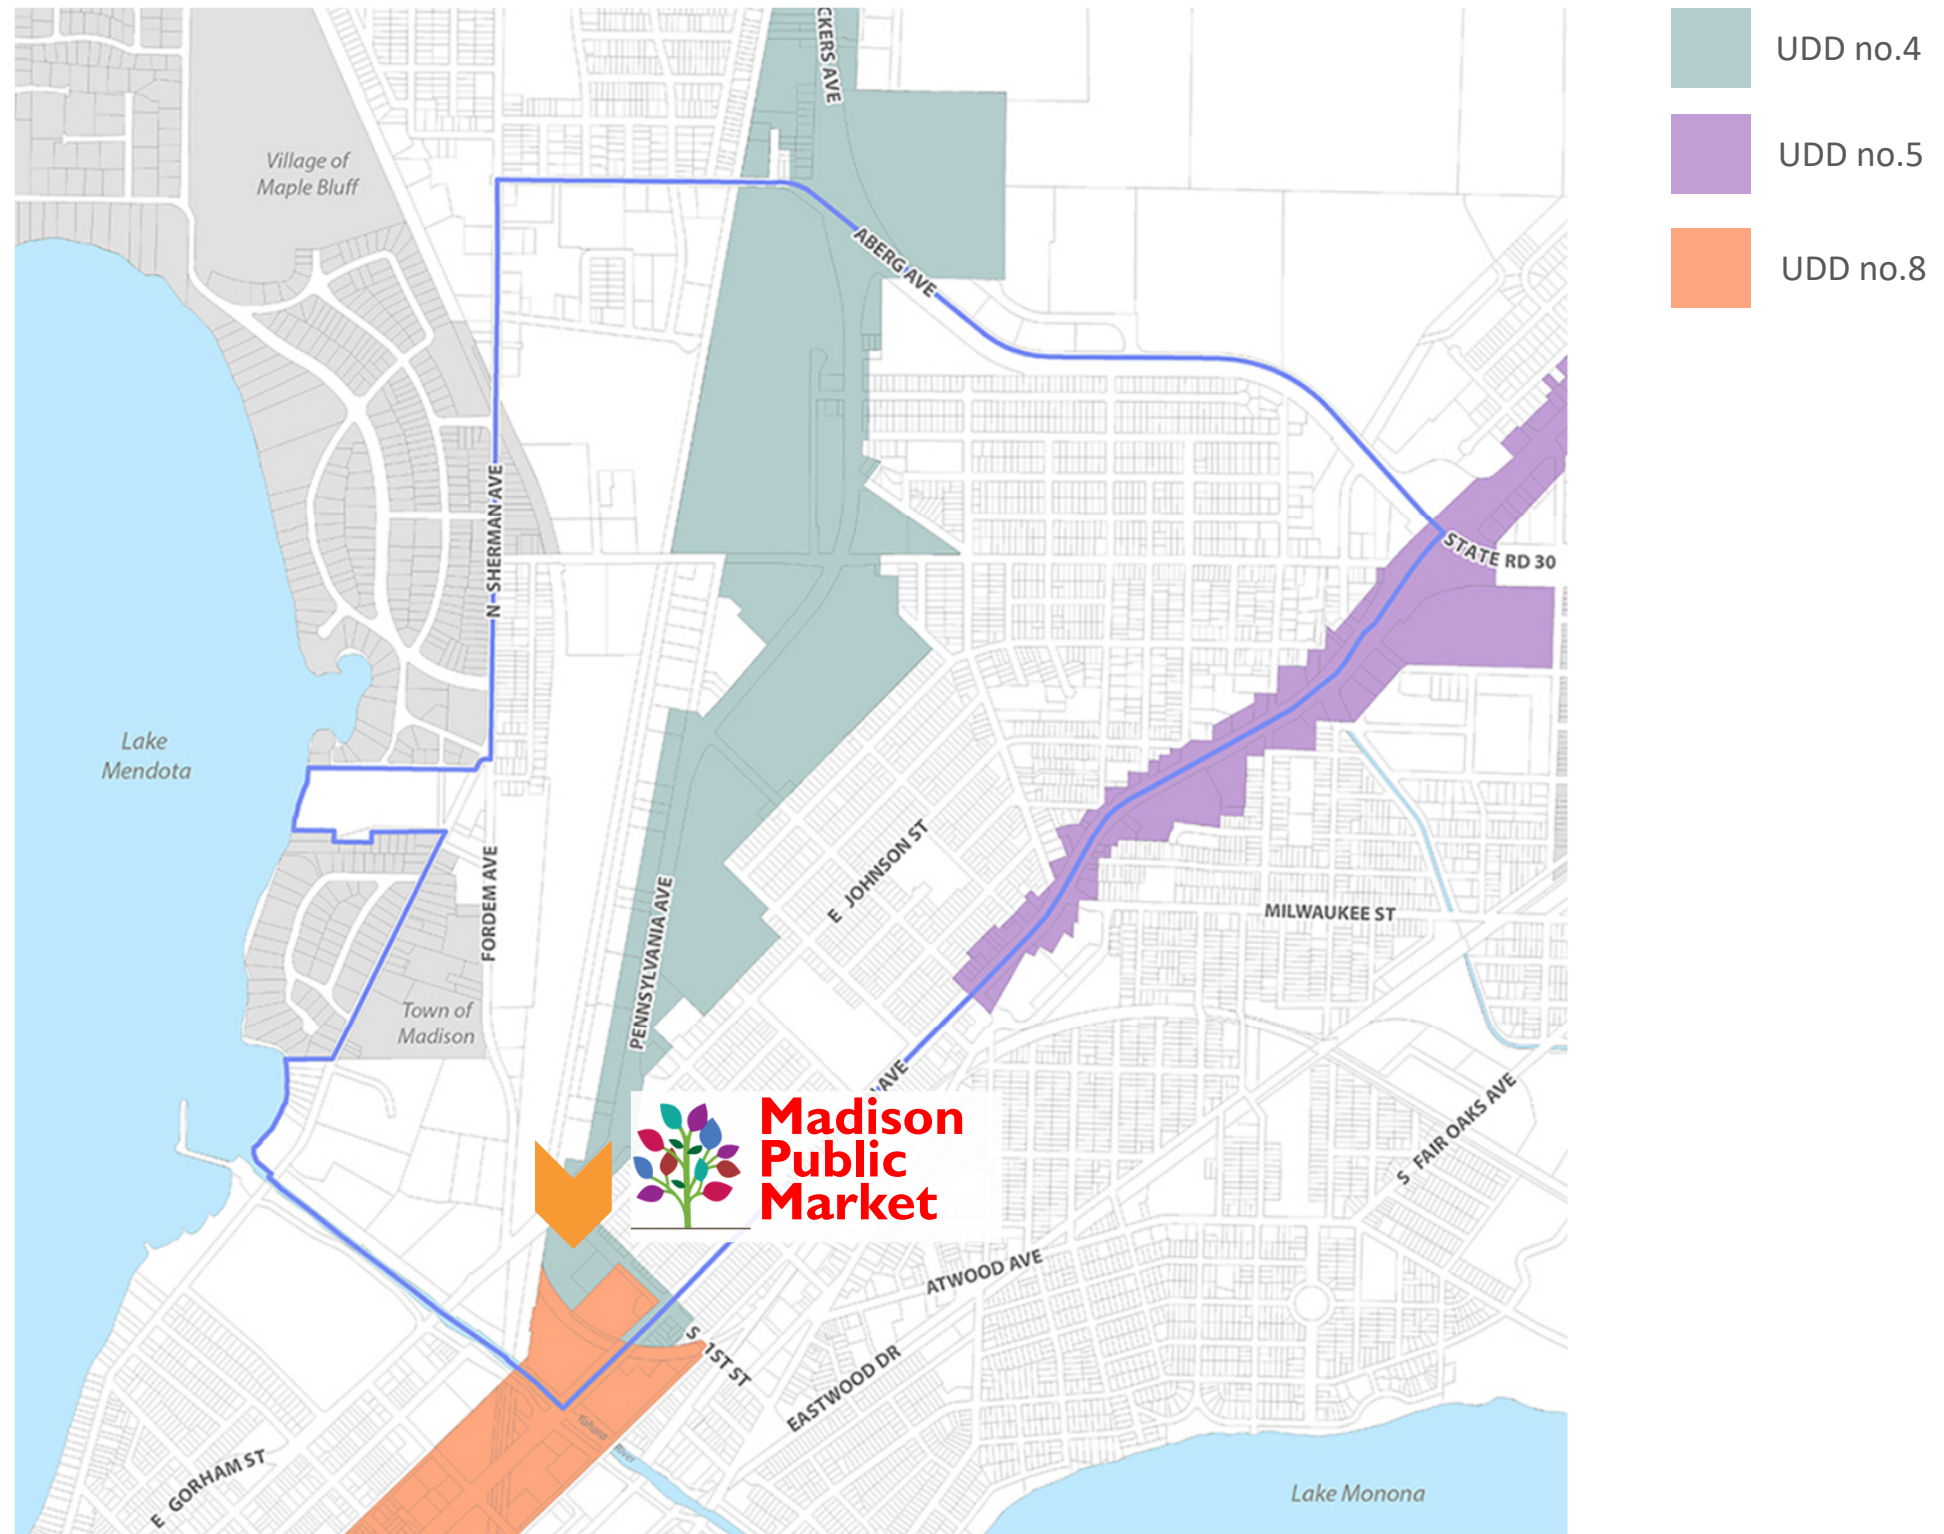 CKERS AVE
UDD no.4
UDD no.5
UDD no.8
Village of
Maple Bluff
ABERG AVE
N SHERMAN AVE
STATE RD 30
Lake
Mendota
E JOHNSON ST
FORDEM AVE
PENNSYLVANIA AVE
MILWAUKEE ST
Town of
Madison
AVE
S FAIR OAKS AVE
Madison
Public
Market
ATWOOD AVE
S 1ST ST
EASTWOOD DR
Yahara River
E GORHAM ST
Lake Monona